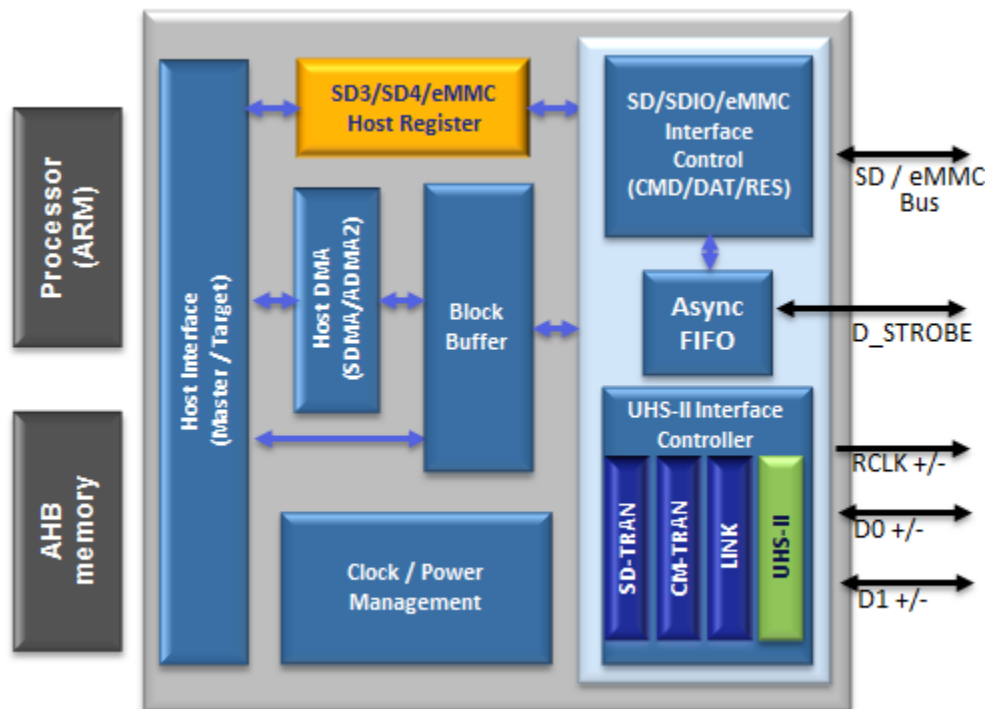 Processor
(ARM)
AHB
memory
Host Interface
(Master / Target)
SD3/SD4/eMMC
Host Register
Host DMA
(SDMA/ADMA2)
Block
Buffer
Clock / Power
Management
SD/SDIO/eMMC
Interface
Control
(CMD/DAT/RES)
Async
FIFO
UHS-II Interface
Controller
SD-TRAN
CM-TRAN
LINK
UHS-II
SD / eMMC
Bus
D_STROBE
RCLK +/-
D0 +/-
D1 +/-